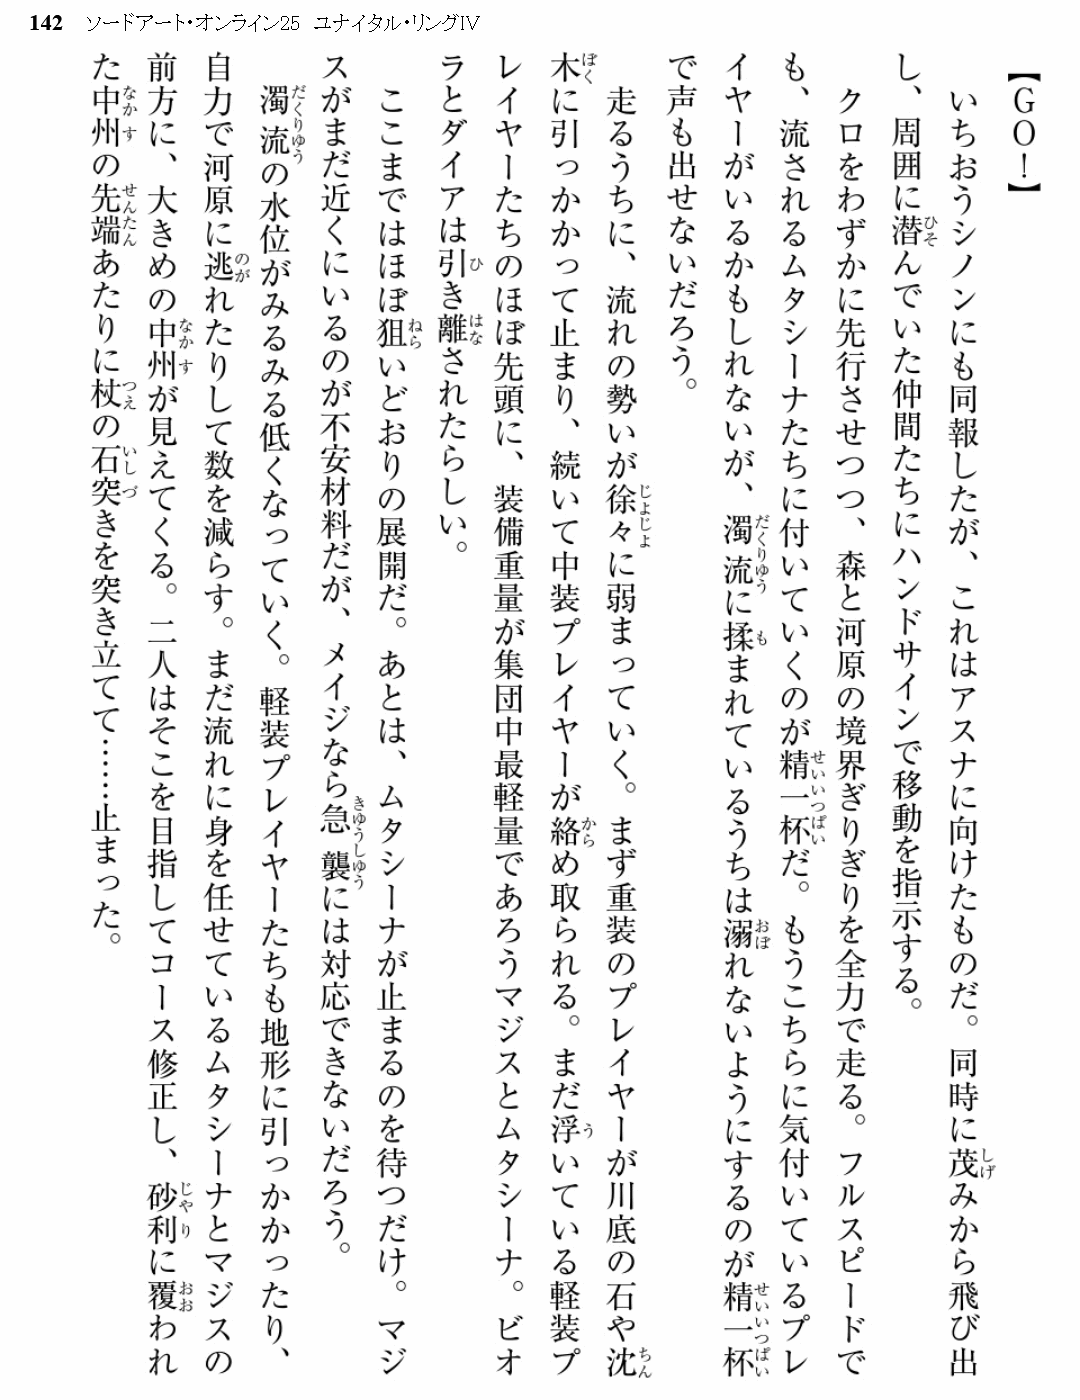 142 ソードアート・オンライン25 ユナイタル・リングIV
【GO！】
いちおうシノンにも同報したが、これはアスナに向けたものだ。同時に茂みから飛び出
し、周囲に潜んでいた仲間たちにハンドサインで移動を指示する。
クロをわずかに先行させつつ、森と河原の境界ぎりぎりを全力で走る。フルスピードで
も、流されるムタシーナたちに付いていくのが精一杯だ。もうこちらに気付いているプレ
イヤーがいるかもしれないが、濁流に揉まれているうちは溺れないようにするのが精一杯
で声も出せないだろう。
走るうちに、流れの勢いが徐々に弱まっていく。まず重装のプレイヤーが川底の石や沈
木に引っかかって止まり、続いて中装プレイヤーが絡め取られる。まだ浮いている軽装プ
レイヤーたちのほぼ先頭に、装備重量が集団中最軽量であろうマジスとムタシーナ。ビオ
ラとダイアは引き離されたらしい。
ここまではほぼ狙いどおりの展開だ。あとは、ムタシーナが止まるのを待つだけ。マジ
スがまだ近くにいるのが不安材料だが、メイジなら急襲には対応できないだろう。
濁流の水位がみるみる低くなっていく。軽装プレイヤーたちも地形に引っかかったり、
自力で河原に逃れたりして数を減らす。まだ流れに身を任せているムタシーナとマジスの
前方に、大きめの中州が見えてくる。二人はそこを目指してコース修正し、砂利に覆われ
た中州の先端あたりに杖の石突きを突き立てて……止まった。